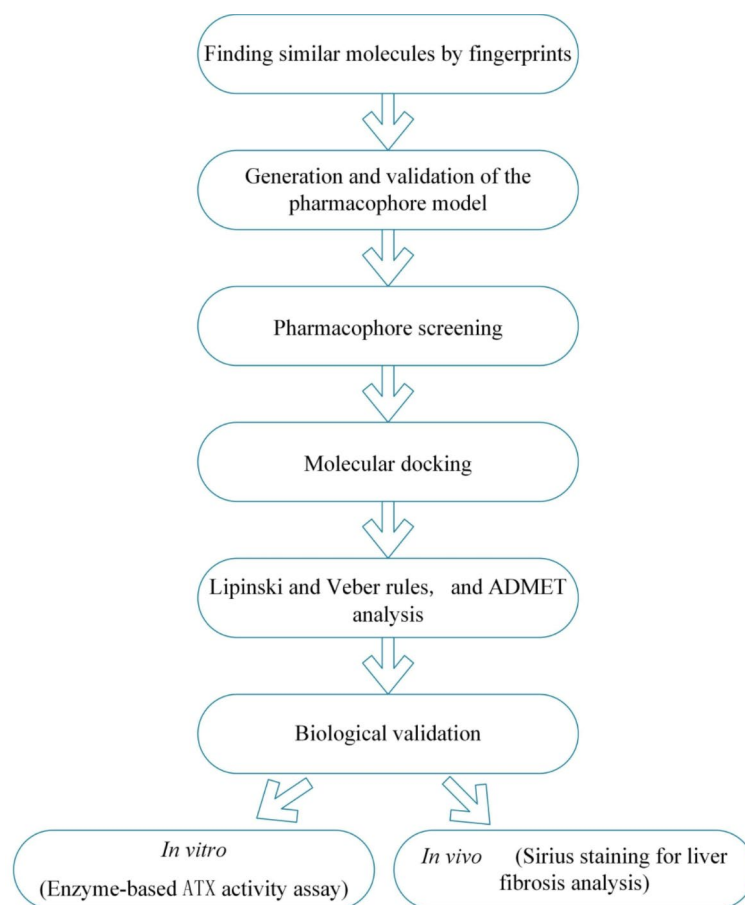 Finding similar molecules by fingerprints
Generation and validation of the
pharmacophore model
Pharmacophore screening
Molecular docking
Lipinski and Veber rules, and ADMET
analysis
Biological validation
In vitro
(Enzyme-based ATX activity assay)
In vivo (Sirius staining for liver
fibrosis analysis)